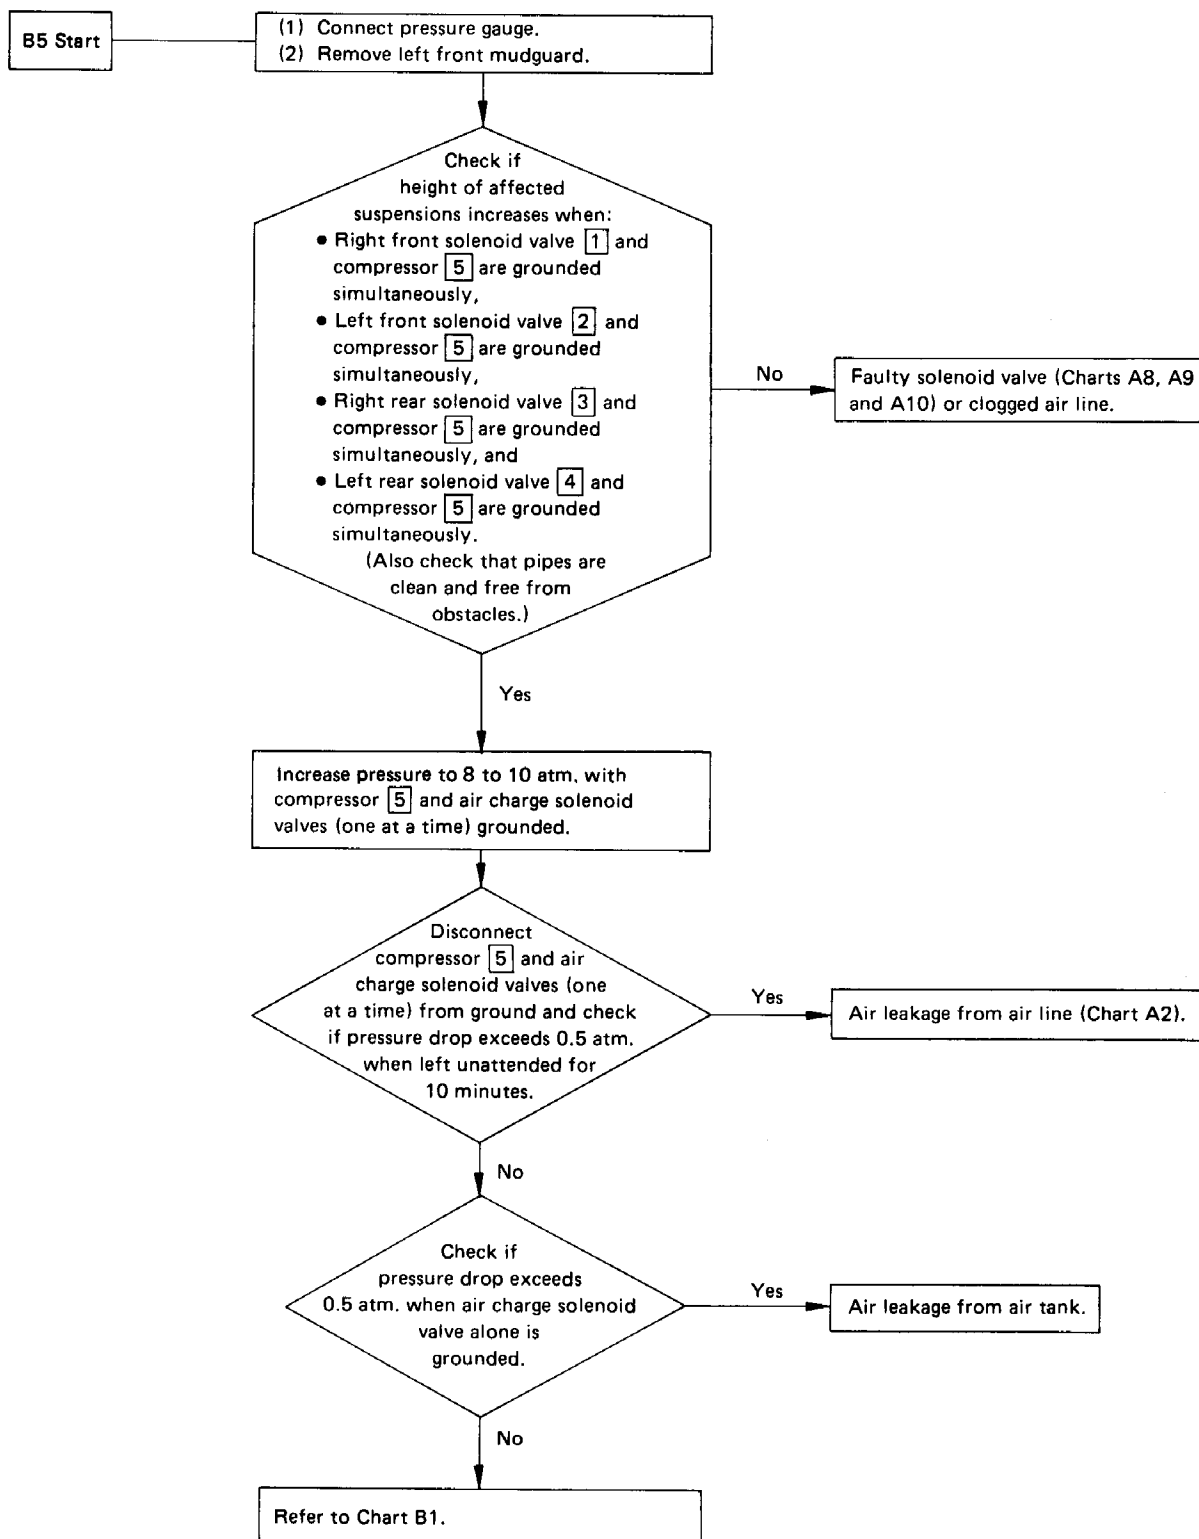 B5 Start
(1) Connect pressure gauge.
(2) Remove left front mudguard.
Check if
height of affected
suspensions increases when:
• Right front solenoid valve 1 and
compressor 5 are grounded
simultaneously,
• Left front solenoid valve 2 and
compressor 5 are grounded
simultaneously,
• Right rear solenoid valve 3 and
compressor 5 are grounded
simultaneously, and
• Left rear solenoid valve 4 and
compressor 5 are grounded
simultaneously.
(Also check that pipes are
clean and free from
obstacles.)
No
Faulty solenoid valve (Charts A8, A9
and A10) or clogged air line.
Yes
Increase pressure to 8 to 10 atm. with
compressor 5 and air charge solenoid
valves (one at a time) grounded.
Disconnect
compressor 5 and air
charge solenoid valves (one
at a time) from ground and check
if pressure drop exceeds 0.5 atm.
when left unattended for
10 minutes.
Yes
Air leakage from air line (Chart A2).
No
Check if
pressure drop exceeds
0.5 atm. when air charge solenoid
valve alone is
grounded.
Yes
Air leakage from air tank.
No
Refer to Chart B1.